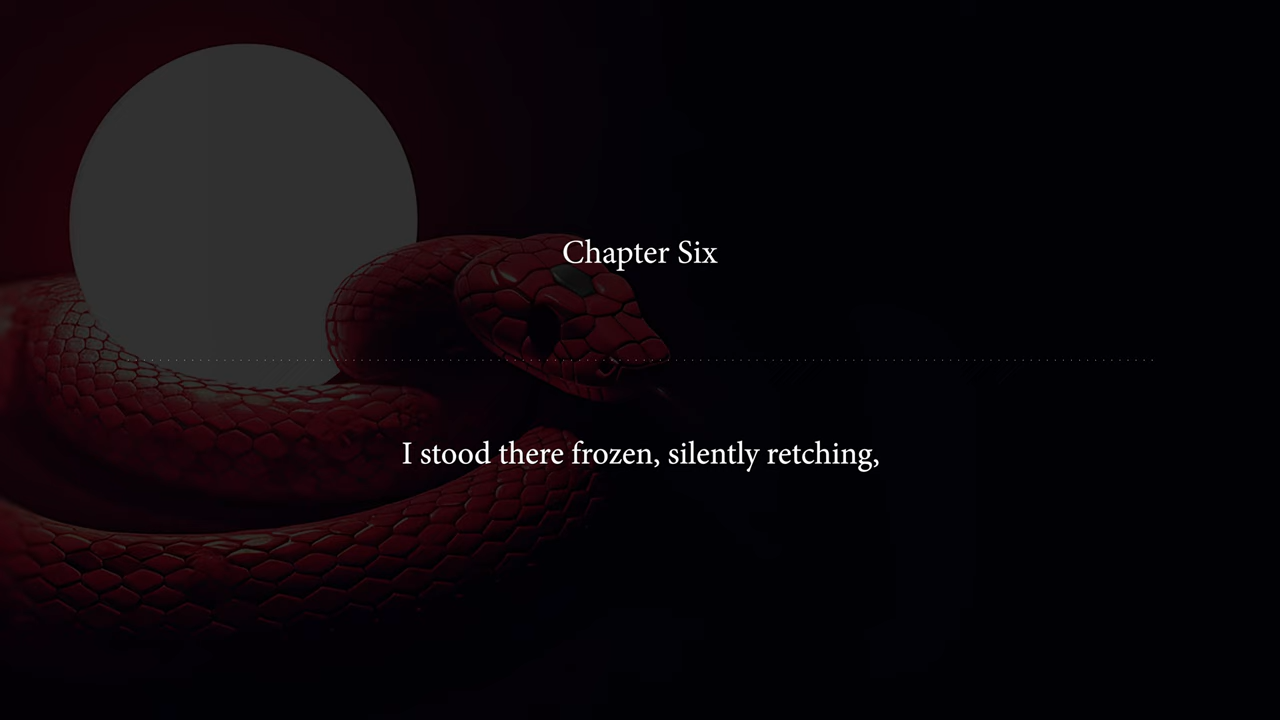 Chapter Six
I stood there frozen, silently retching,